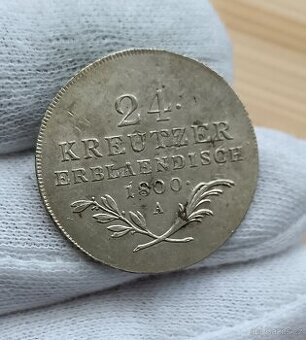 24.
KREUTZER
ERBLAENDISCH
1800.
A